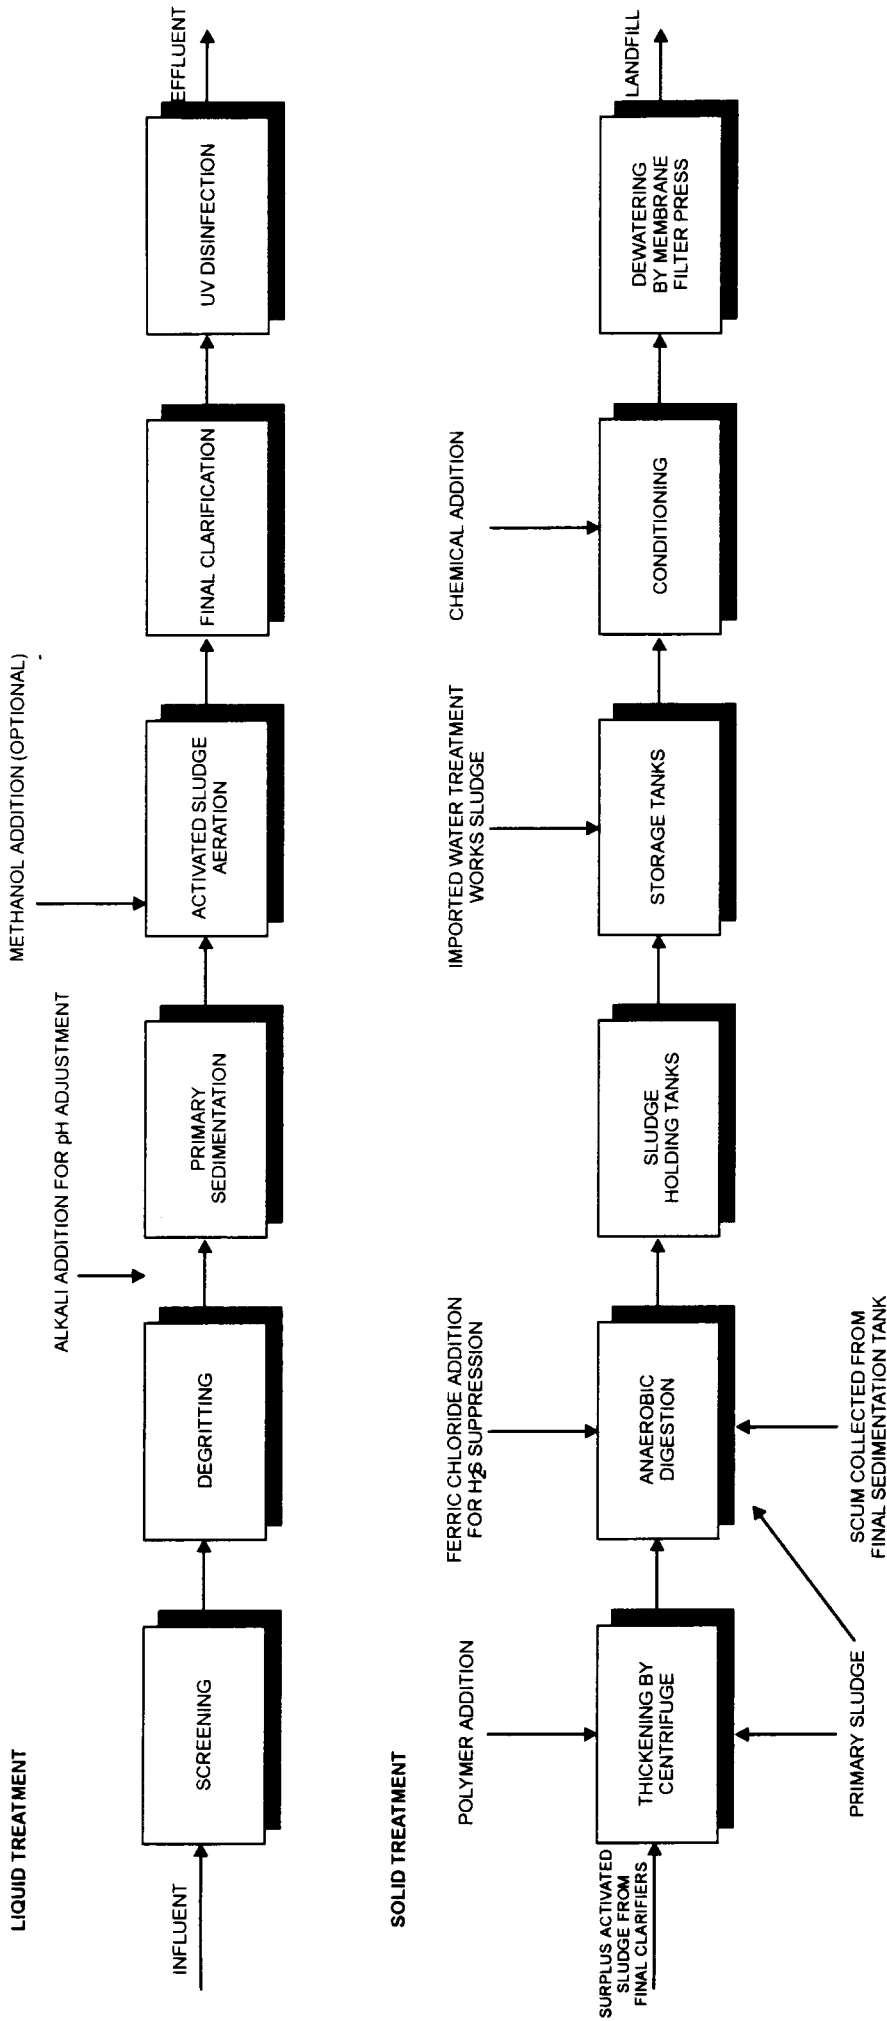 LIQUID TREATMENT
INFLUENT
SCREENING
DEGRITTING
ALKALI ADDITION FOR pH ADJUSTMENT
PRIMARY
SEDIMENTATION
METHANOL ADDITION (OPTIONAL)
ACTIVATED SLUDGE
AERATION
FINAL CLARIFICATION
UV DISINFECTION
EFFLUENT
SOLID TREATMENT
SURPLUS ACTIVATED
SLUDGE FROM
FINAL CLARIFIERS
POLYMER ADDITION
THICKENING BY
CENTRIFUGE
PRIMARY SLUDGE
FERRIC CHLORIDE ADDITION
FOR H2S SUPPRESSION
ANAEROBIC
DIGESTION
SCUM COLLECTED FROM
FINAL SEDIMENTATION TANK
SLUDGE
HOLDING TANKS
IMPORTED WATER TREATMENT
WORKS SLUDGE
STORAGE TANKS
CHEMICAL ADDITION
CONDITIONING
DEWATERING
BY MEMBRANE
FILTER PRESS
LANDFILL